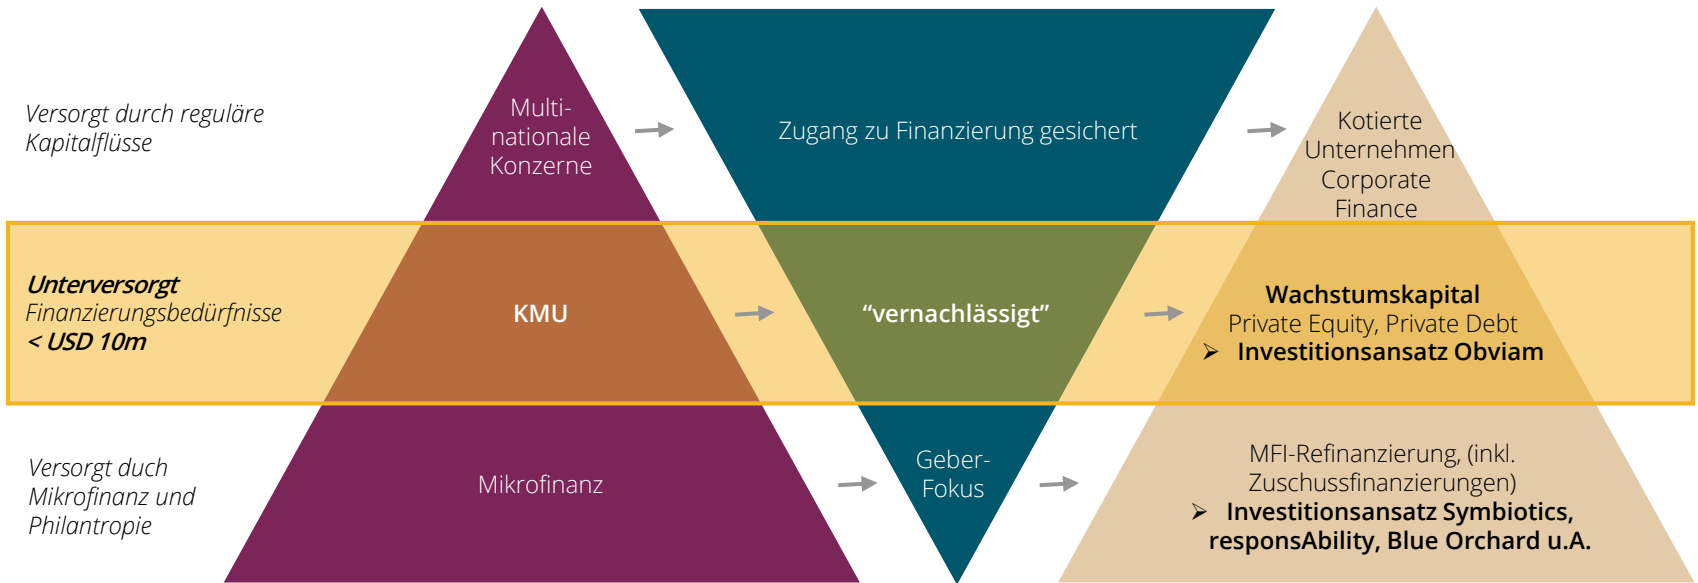 Versorgt durch reguläre
Kapitalflüsse
Multi-
nationale
Konzerne
Zugang zu Finanzierung gesichert
Kotierte
Unternehmen
Corporate
Finance
Unterversorgt
Finanzierungsbedürfnisse
< USD 10m
KMU
“vernachlässigt”
Wachstumskapital
Private Equity, Private Debt
➢ Investitionsansatz Obviam
Versorgt duch
Mikrofinanz und
Philantropie
Mikrofinanz
Geber-
Fokus
MFI-Refinanzierung, (inkl.
Zuschussfinanzierungen)
➢ Investitionsansatz Symbiotics,
responsAbility, Blue Orchard u.A.